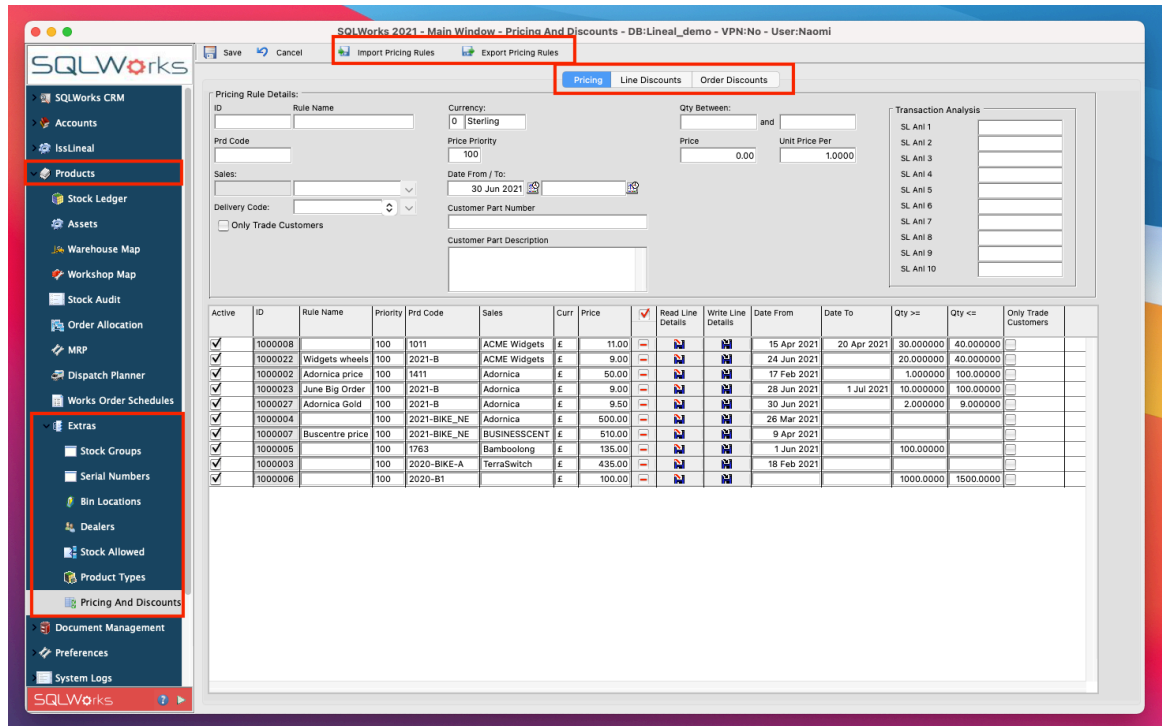 SQLWorks 2021 - Main Window - Pricing And Discounts - DB:Lineal_demo - VPN:No - User:Naomi
SQLWorks
Save Cancel Import Pricing Rules Export Pricing Rules
Pricing Line Discounts Order Discounts
SQLWorks CRM
Accounts
IssLineal
Products
Stock Ledger
Assets
Warehouse Map
Workshop Map
Stock Audit
Order Allocation
MRP
Dispatch Planner
Works Order Schedules
Extras
Stock Groups
Serial Numbers
Bin Locations
Dealers
Stock Allowed
Product Types
Pricing And Discounts
Document Management
Preferences
System Logs
SQLWorks ?
Pricing Rule Details:
ID Rule Name Currency: Qty Between:
0 Sterling and
Prd Code Price Priority Price Unit Price Per
100 0.00 1.0000
Sales: Date From / To:
30 Jun 2021
Delivery Code: Customer Part Number
Only Trade Customers
Customer Part Description
Transaction Analysis
SL Anl 1
SL Anl 2
SL Anl 3
SL Anl 4
SL Anl 5
SL Anl 6
SL Anl 7
SL Anl 8
SL Anl 9
SL Anl 10
Active ID Rule Name Priority Prd Code Sales Curr Price Read Line Details Write Line Details Date From Date To Qty >= Qty <= Only Trade Customers
1000008 100 1011 ACME Widgets £ 11.00 15 Apr 2021 20 Apr 2021 30.000000 40.000000
1000022 Widgets wheels 100 2021-B ACME Widgets £ 9.00 24 Jun 2021 20.000000 40.000000
1000002 Adornica price 100 1411 Adornica £ 50.00 17 Feb 2021 1.000000 100.00000
1000023 June Big Order 100 2021-B Adornica £ 9.00 28 Jun 2021 1 Jul 2021 10.000000 100.00000
1000027 Adornica Gold 100 2021-B Adornica £ 9.50 30 Jun 2021 2.000000 9.000000
1000004 100 2021-BIKE_NE Adornica £ 500.00 26 Mar 2021
1000007 Buscentre price 100 2021-BIKE_NE BUSINESSCENT £ 510.00 9 Apr 2021
1000005 100 1763 Bamboolong £ 135.00 1 Jun 2021 100.00000
1000003 100 2020-BIKE-A TerraSwitch £ 435.00 18 Feb 2021
1000006 100 2020-B1 £ 100.00 1000.0000 1500.0000